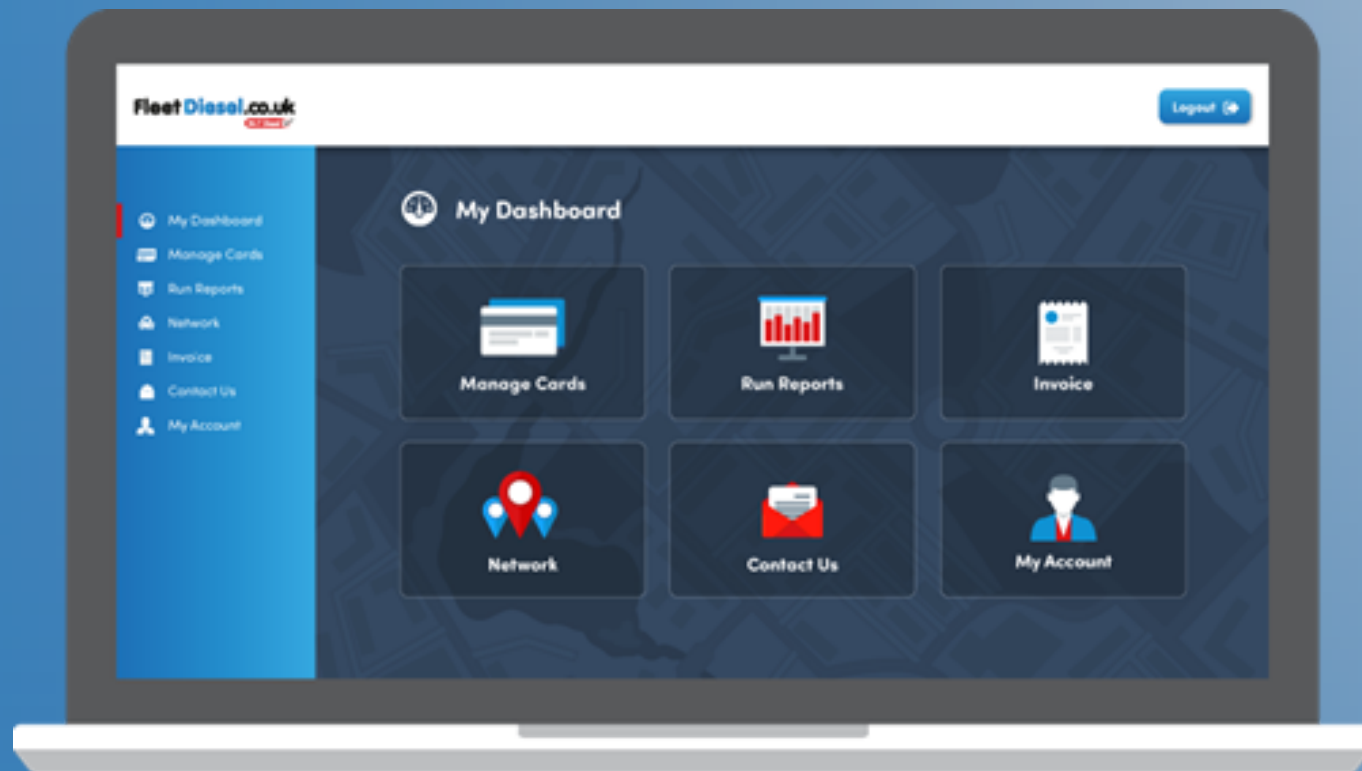 FleetDiesel.co.uk
Logout
My Dashboard
Manage Cards
Run Reports
Network
Invoice
Contact Us
My Account
My Dashboard
Manage Cards
Run Reports
Invoice
Network
Contact Us
My Account